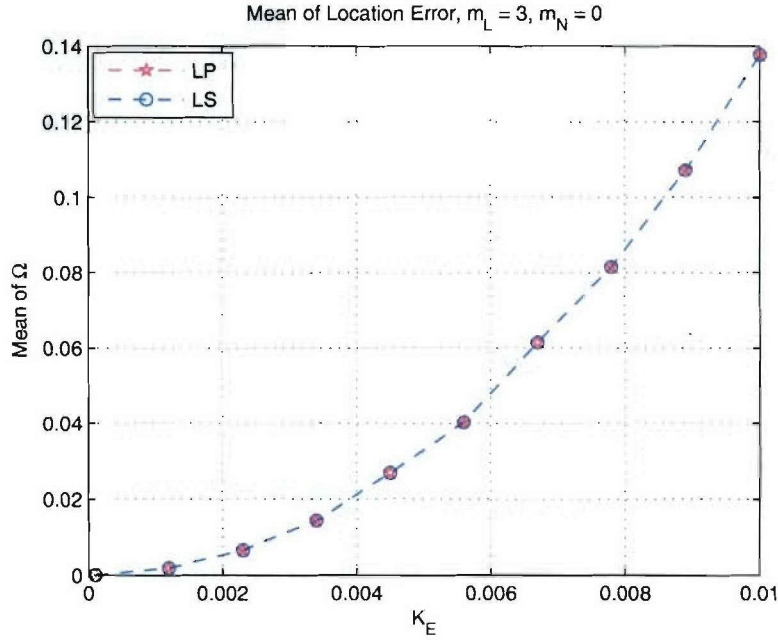 Mean of Location Error, m_L = 3, m_N = 0
LP
LS
0.14
0.12
0.1
0.08
0.06
0.04
0.02
0
Mean of Ω
0 0.002 0.004 0.006 0.008 0.01
K_E